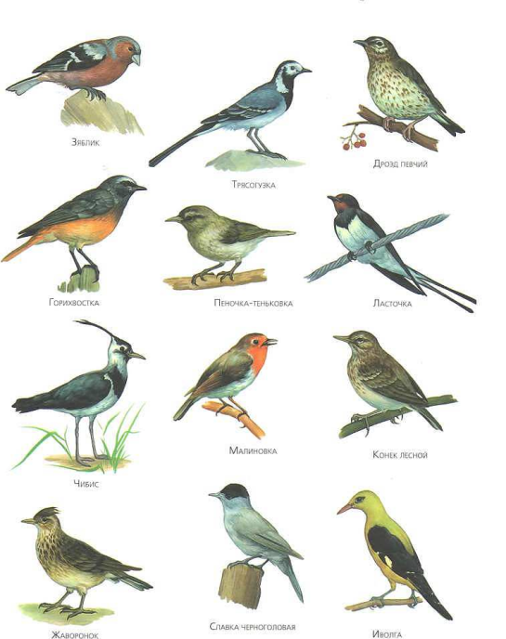 Зяблик
Трясогузка
Дрозд певчий
Горихвостка
Пеночка-теньковка
Ласточка
Чибис
Малиновка
Конек лесной
Жаворонок
Славка черноголовая
Иволга